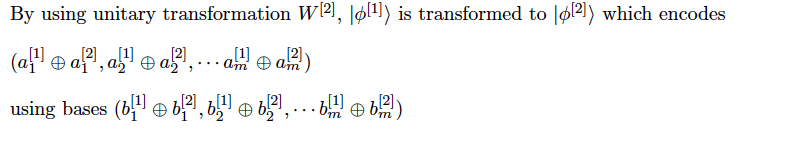 By using unitary transformation $W^{[2]}$, $|\phi^{[1]}\rangle$ is transformed to $|\phi^{[2]}\rangle$ which encodes
$(a_1^{[1]} \oplus a_1^{[2]}, a_2^{[1]} \oplus a_2^{[2]}, \cdots a_m^{[1]} \oplus a_m^{[2]})$
using bases $(b_1^{[1]} \oplus b_1^{[2]}, b_2^{[1]} \oplus b_2^{[2]}, \cdots b_m^{[1]} \oplus b_m^{[2]})$